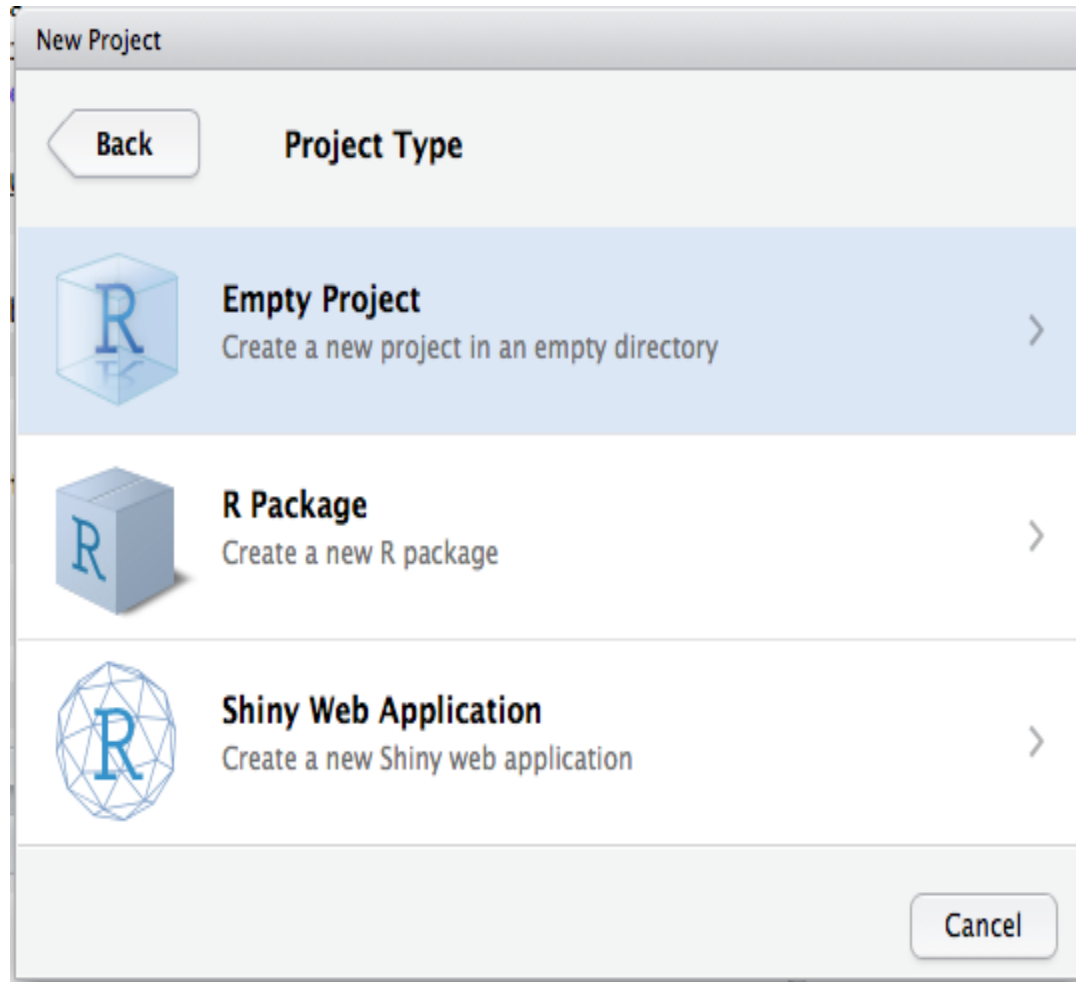 New Project
Back
Project Type
R
Empty Project
Create a new project in an empty directory
R
R Package
Create a new R package
R
Shiny Web Application
Create a new Shiny web application
Cancel